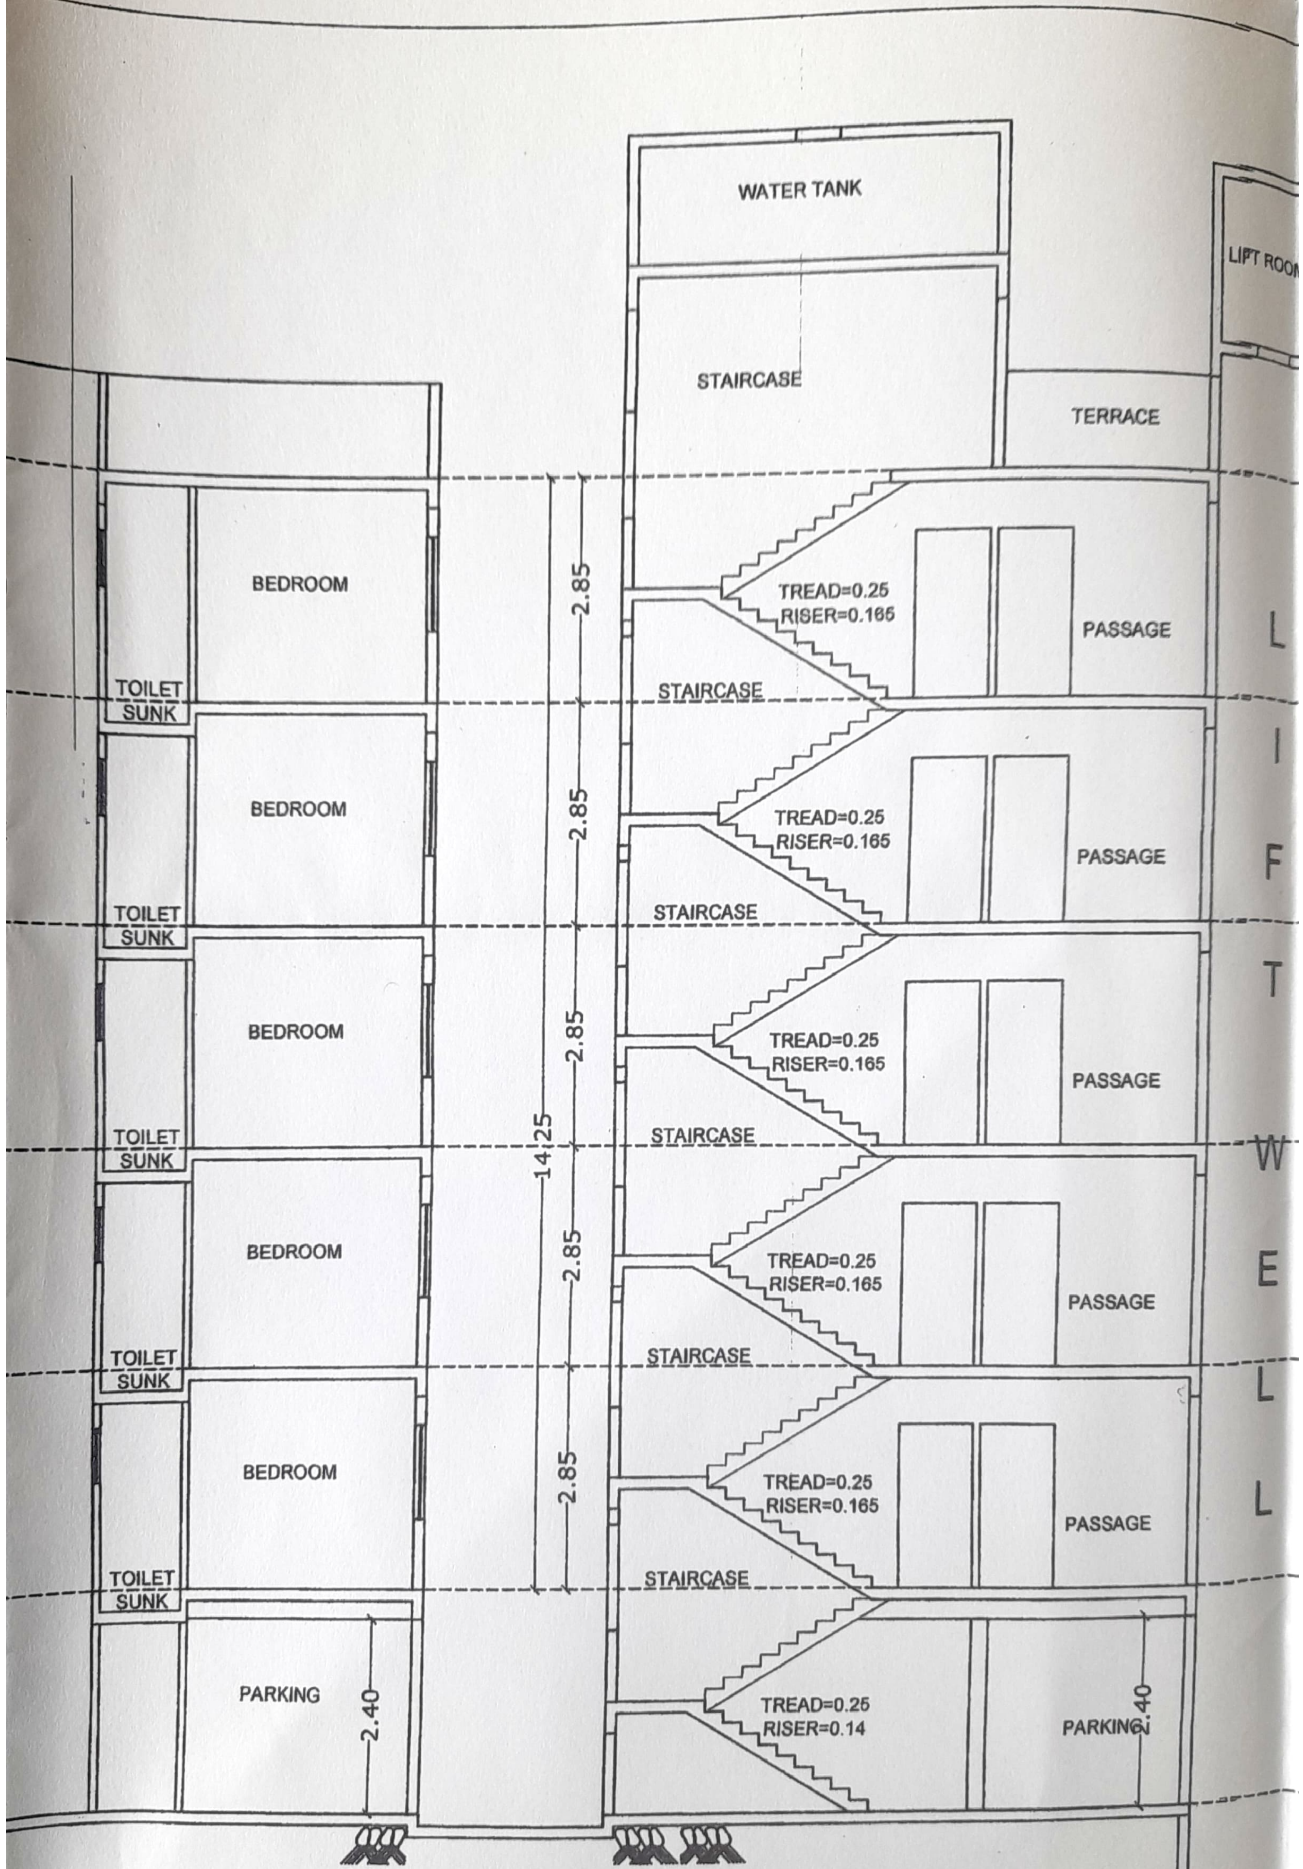 WATER TANK
LIFT ROOM
STAIRCASE
TERRACE
BEDROOM
2.85
TREAD=0.25
RISER=0.165
PASSAGE
TOILET
SUNK
STAIRCASE
BEDROOM
2.85
TREAD=0.25
RISER=0.165
PASSAGE
TOILET
SUNK
STAIRCASE
BEDROOM
2.85
TREAD=0.25
RISER=0.165
PASSAGE
TOILET
SUNK
14.25
STAIRCASE
BEDROOM
2.85
TREAD=0.25
RISER=0.165
PASSAGE
TOILET
SUNK
STAIRCASE
BEDROOM
2.85
TREAD=0.25
RISER=0.165
PASSAGE
TOILET
SUNK
STAIRCASE
PARKING
2.40
TREAD=0.25
RISER=0.14
PARKING
2.40
LIFT WELL